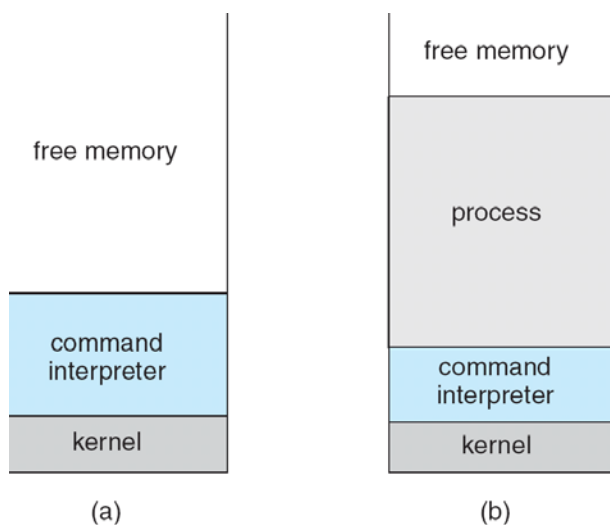 free memory
command
interpreter
kernel
(a)
free memory
process
command
interpreter
kernel
(b)